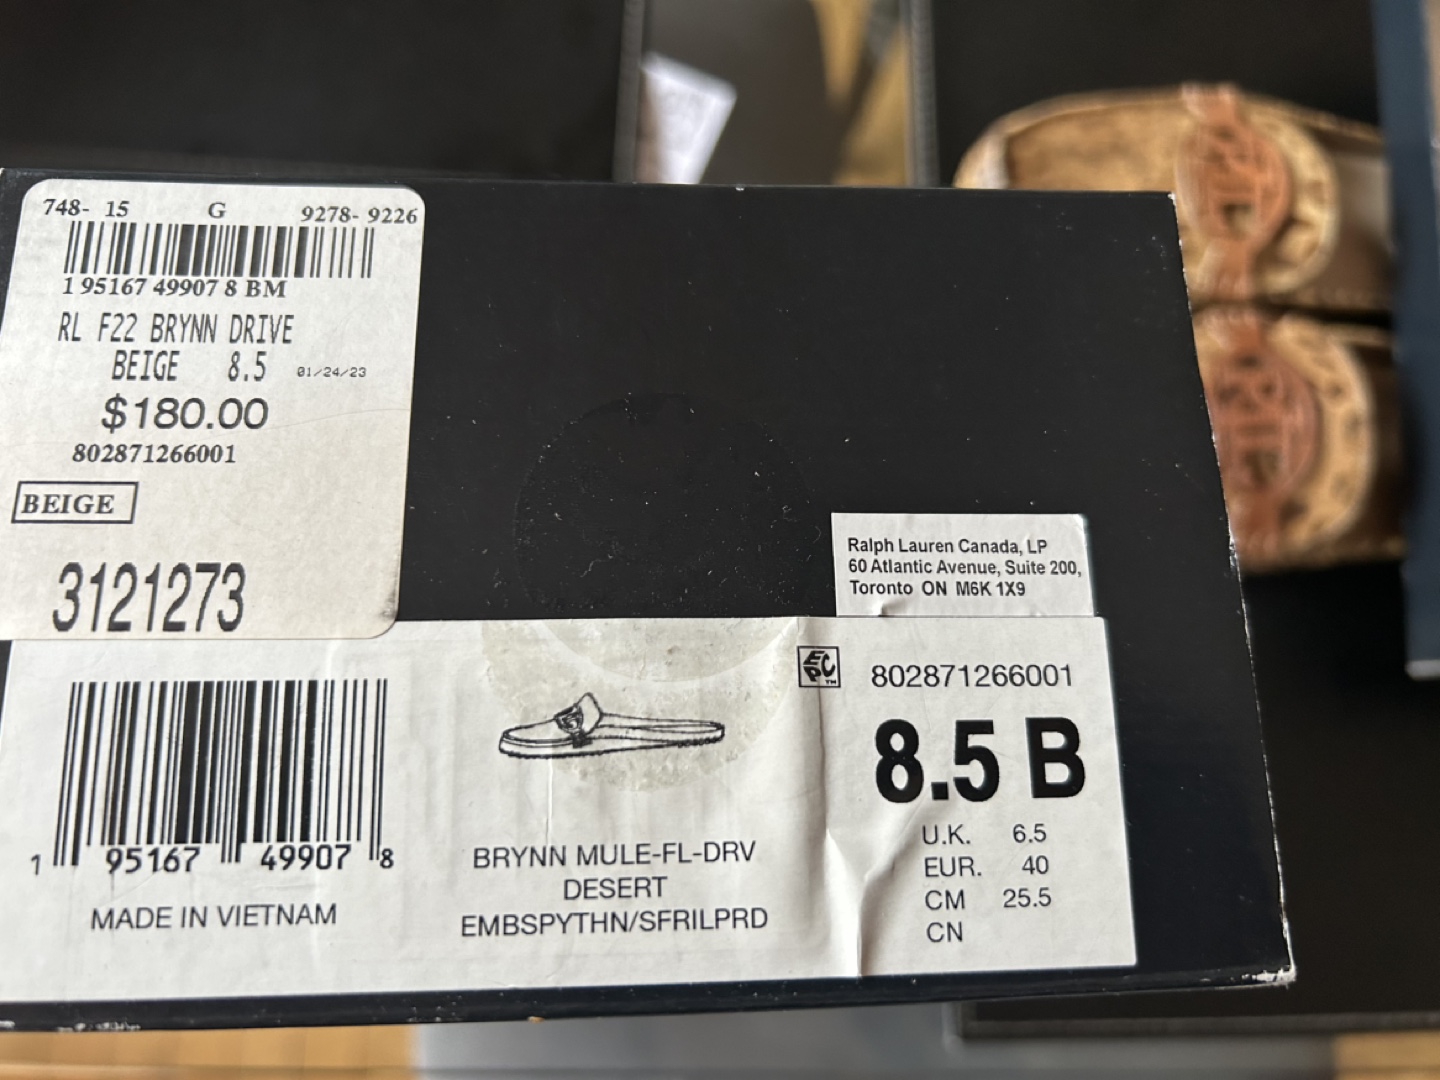 748- 15 G 9278- 9226
1 95167 49907 8 BM
RL F22 BRYNN DRIVE
BEIGE 8.5 01/24/23
$180.00
802871266001
BEIGE
3121273
Ralph Lauren Canada, LP
60 Atlantic Avenue, Suite 200,
Toronto ON M6K 1X9
1 95167 49907 8
MADE IN VIETNAM
BRYNN MULE-FL-DRV
DESERT
EMBSPYTHN/SFRILPRD
EPC™
802871266001
8.5 B
U.K. 6.5
EUR. 40
CM 25.5
CN